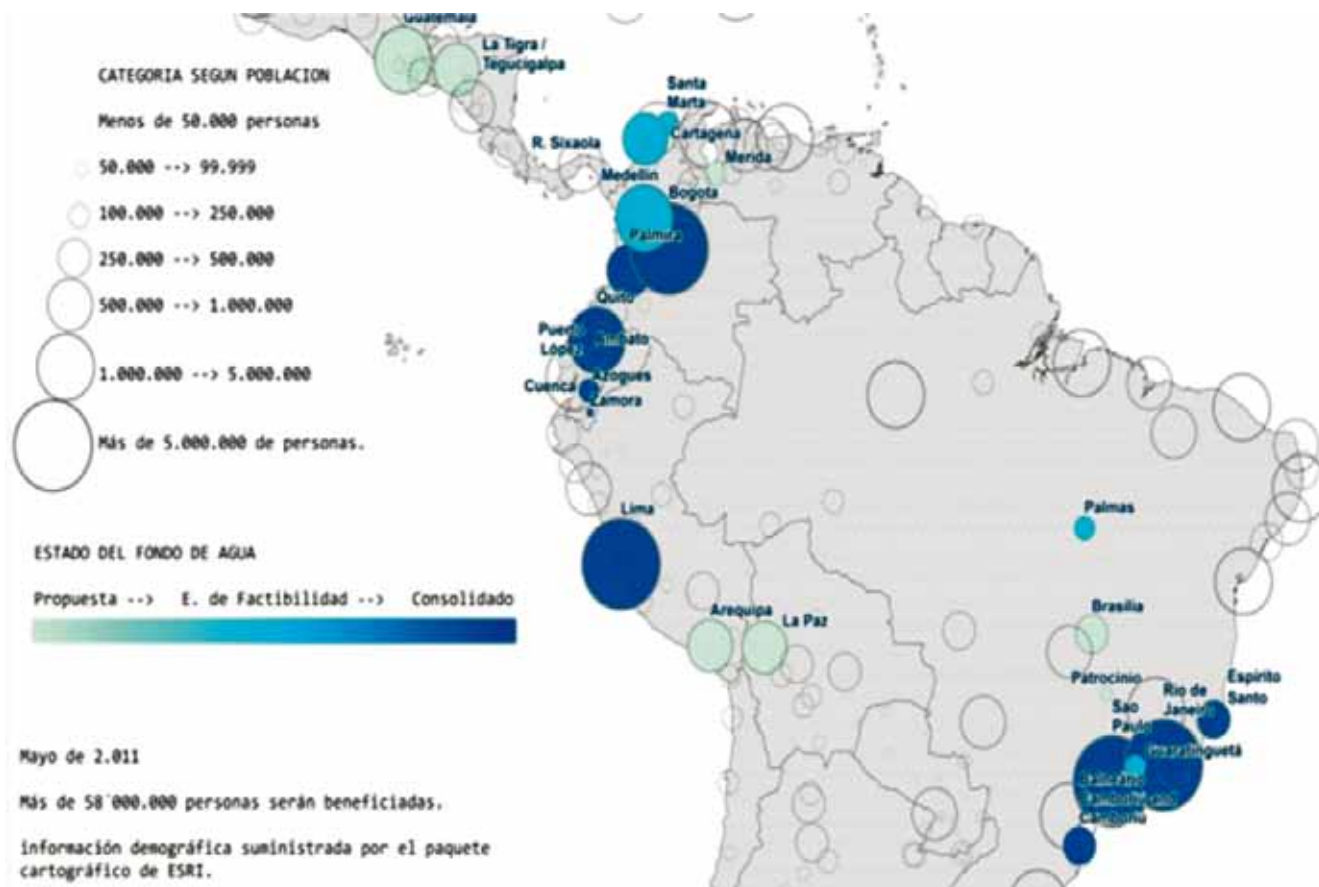 CATEGORIA SEGUN POBLACION
Menos de 50.000 personas
50.000 --> 99.999
100.000 --> 250.000
250.000 --> 500.000
500.000 --> 1.000.000
1.000.000 --> 5.000.000
Más de 5.000.000 de personas.
ESTADO DEL FONDO DE AGUA
Propuesta --> E. de Factibilidad --> Consolidado
Mayo de 2.011
Más de 58´000.000 personas serán beneficiadas.
información demográfica suministrada por el paquete
cartográfico de ESRI.
Guatemala
La Tigra /
Tegucigalpa
Santa
Marta
Cartagena
R. Sixaola
Merida
Medellin
Bogota
Palmira
Quito
Puerto
López
Ambato
Cuenca
Azogues
Zamora
Lima
Arequipa
La Paz
Palmas
Brasília
Patrocínio
Espírito
Santo
Rio de
Janeiro
Sao
Paulo
Guaratinguetá
Camboriú